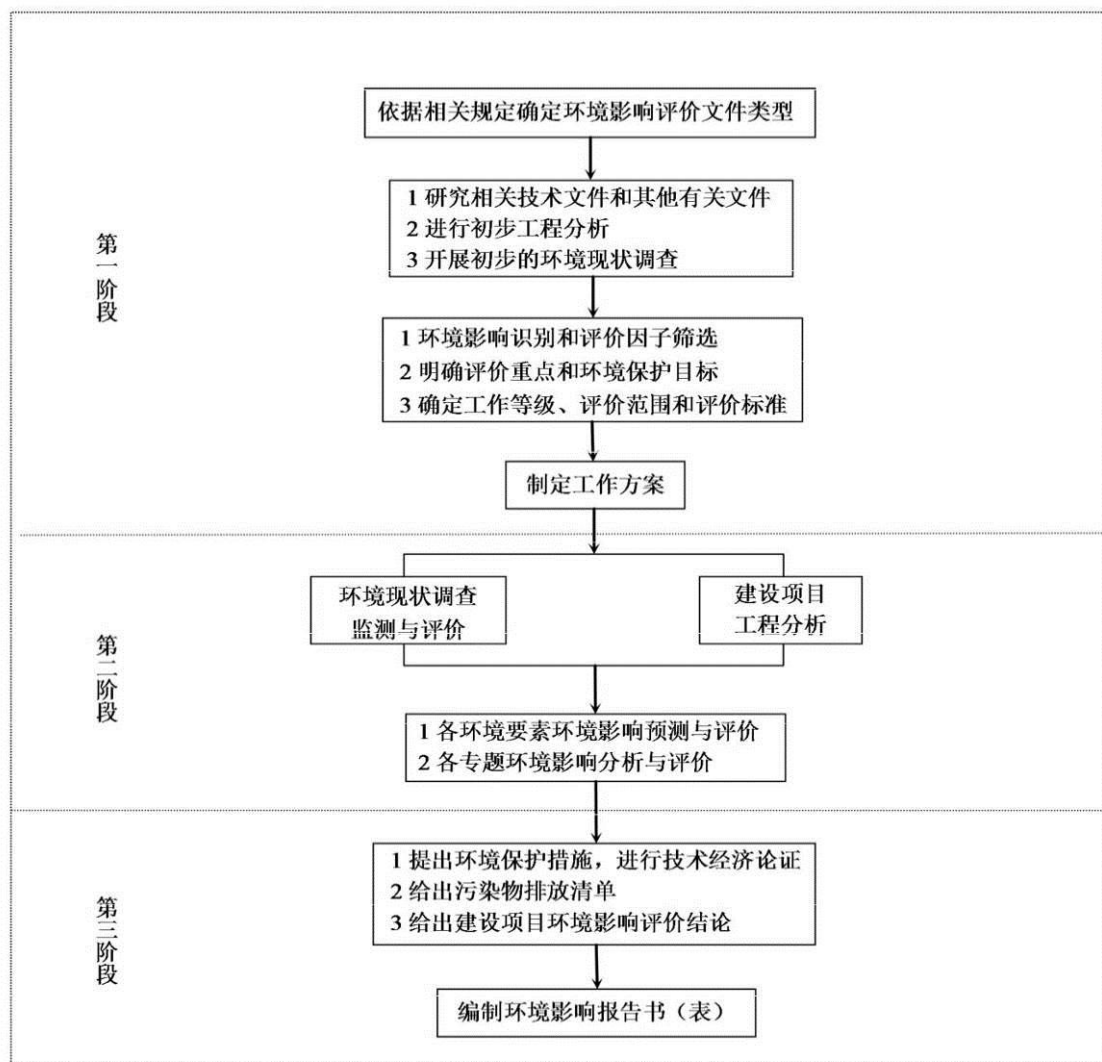 依据相关规定确定环境影响评价文件类型
1 研究相关技术文件和其他有关文件
2 进行初步工程分析
3 开展初步的环境现状调查
第一阶段
1 环境影响识别和评价因子筛选
2 明确评价重点和环境保护目标
3 确定工作等级、评价范围和评价标准
制定工作方案
环境现状调查
监测与评价
建设项目
工程分析
第二阶段
1 各环境要素环境影响预测与评价
2 各专题环境影响分析与评价
1 提出环境保护措施，进行技术经济论证
2 给出污染物排放清单
3 给出建设项目环境影响评价结论
第三阶段
编制环境影响报告书（表）